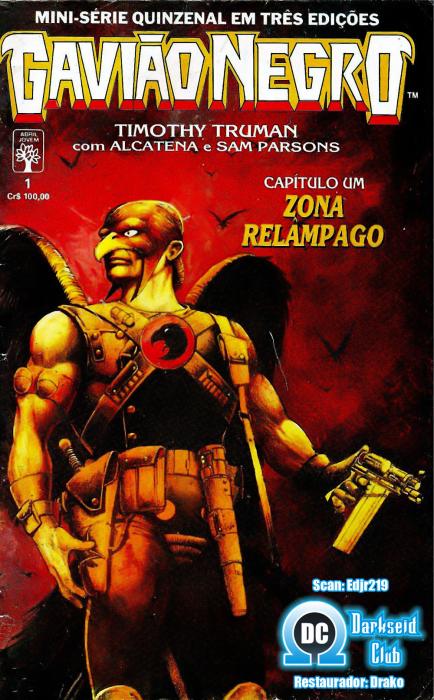 MINI-SÉRIE QUINZENAL EM TRÊS EDIÇÕES
GAVIÃO NEGRO
TM
TIMOTHY TRUMAN
com ALCATENA e SAM PARSONS
ABRIL
JOVEM
1
Cr$ 100,00
CAPÍTULO UM
ZONA
RELÂMPAGO
Scan: Edjr219
DC
Darkseid
Club
Restaurador: Drako